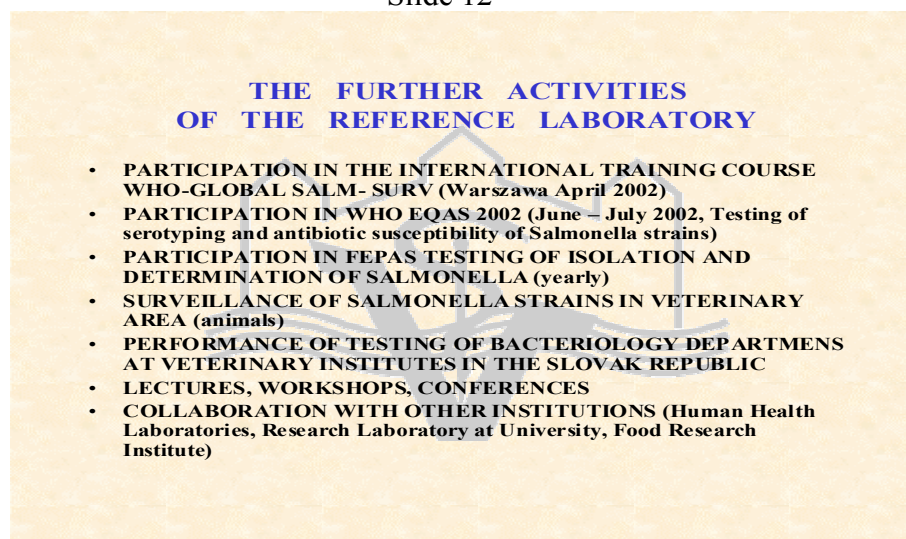 Slide 12
THE FURTHER ACTIVITIES
OF THE REFERENCE LABORATORY
• PARTICIPATION IN THE INTERNATIONAL TRAINING COURSE
WHO-GLOBAL SALM- SURV (Warszawa April 2002)
• PARTICIPATION IN WHO EQAS 2002 (June – July 2002, Testing of
serotyping and antibiotic susceptibility of Salmonella strains)
• PARTICIPATION IN FEPAS TESTING OF ISOLATION AND
DETERMINATION OF SALMONELLA (yearly)
• SURVEILLANCE OF SALMONELLA STRAINS IN VETERINARY
AREA (animals)
• PERFORMANCE OF TESTING OF BACTERIOLOGY DEPARTMENS
AT VETERINARY INSTITUTES IN THE SLOVAK REPUBLIC
• LECTURES, WORKSHOPS, CONFERENCES
• COLLABORATION WITH OTHER INSTITUTIONS (Human Health
Laboratories, Research Laboratory at University, Food Research
Institute)